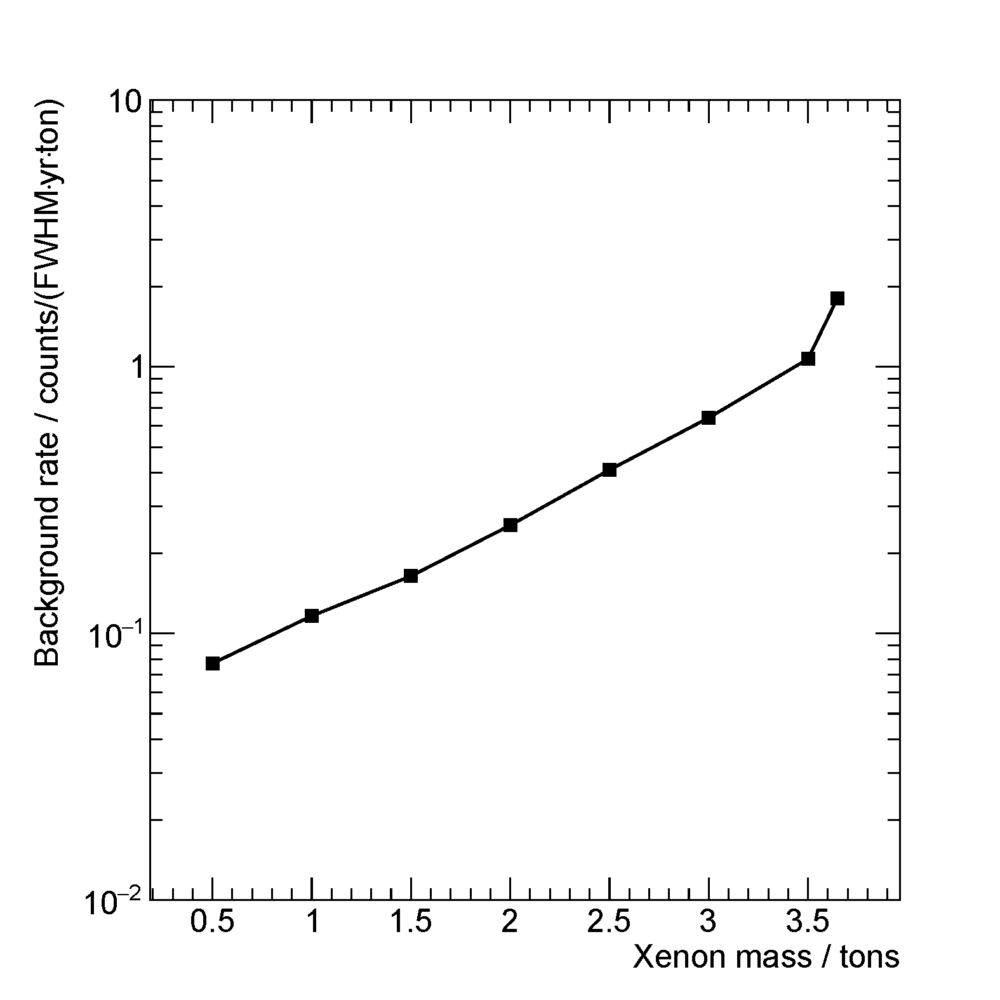 Background rate / counts/(FWHM·yr·ton)
10
1
10⁻¹
10⁻²
0.5 1 1.5 2 2.5 3 3.5
Xenon mass / tons